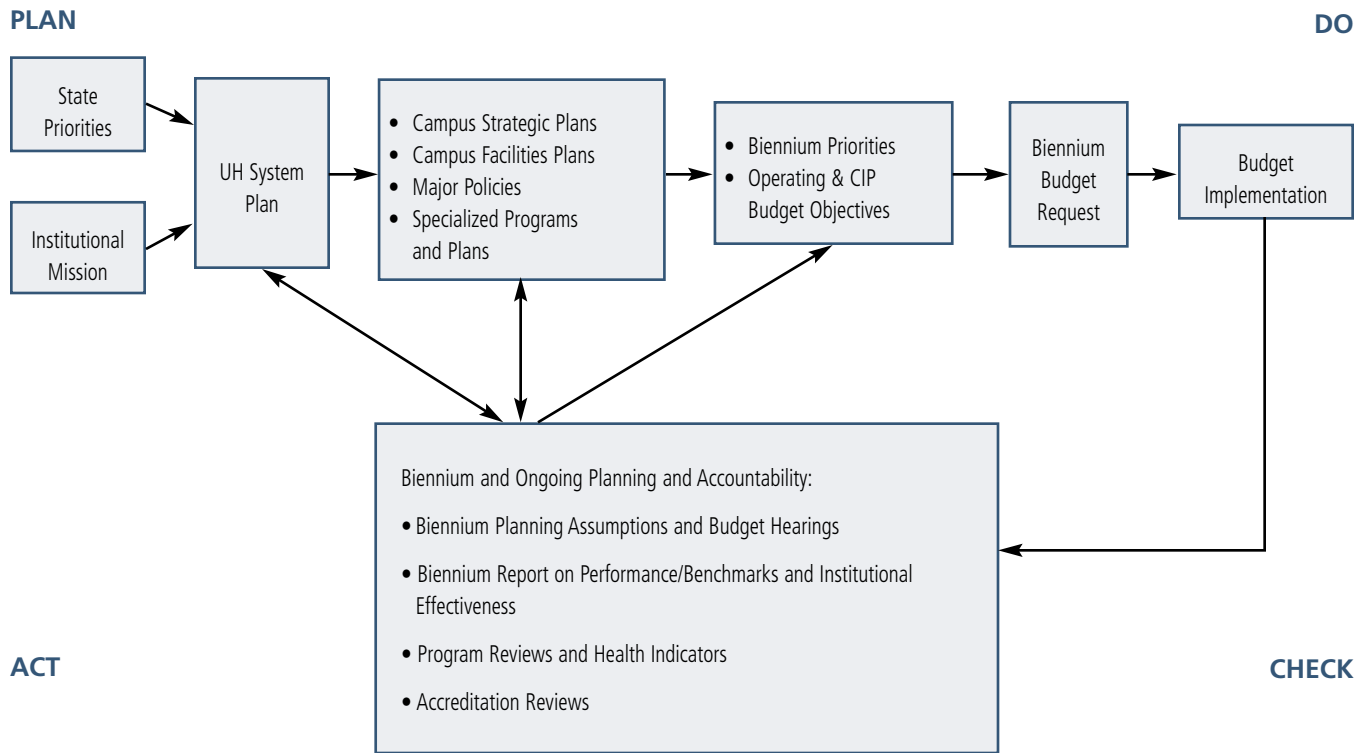 PLAN
DO
State
Priorities
Institutional
Mission
UH System
Plan
• Campus Strategic Plans
• Campus Facilities Plans
• Major Policies
• Specialized Programs
and Plans
• Biennium Priorities
• Operating & CIP
Budget Objectives
Biennium
Budget
Request
Budget
Implementation
Biennium and Ongoing Planning and Accountability:
• Biennium Planning Assumptions and Budget Hearings
• Biennium Report on Performance/Benchmarks and Institutional
Effectiveness
• Program Reviews and Health Indicators
• Accreditation Reviews
ACT
CHECK